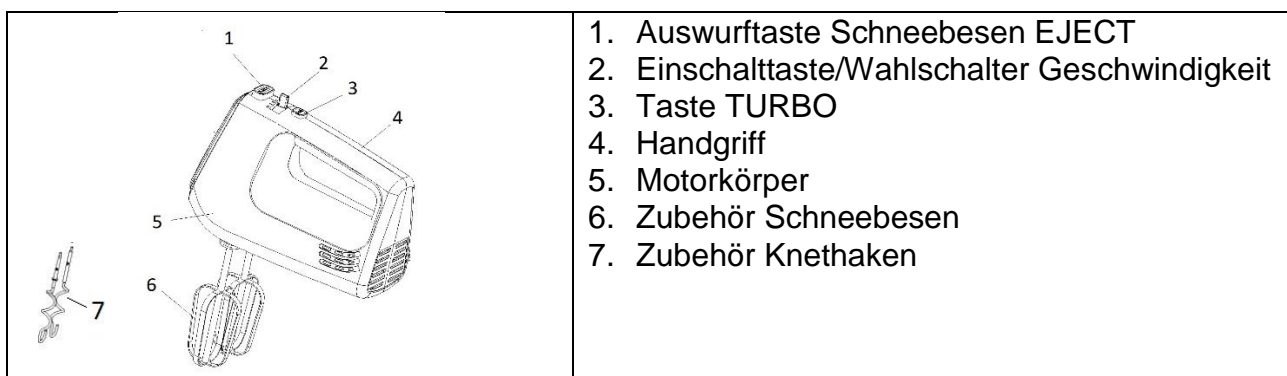 1
2
3
4
5
6
7
1. Auswurftaste Schneebesen EJECT
2. Einschalttaste/Wahlschalter Geschwindigkeit
3. Taste TURBO
4. Handgriff
5. Motorkörper
6. Zubehör Schneebesen
7. Zubehör Knethaken